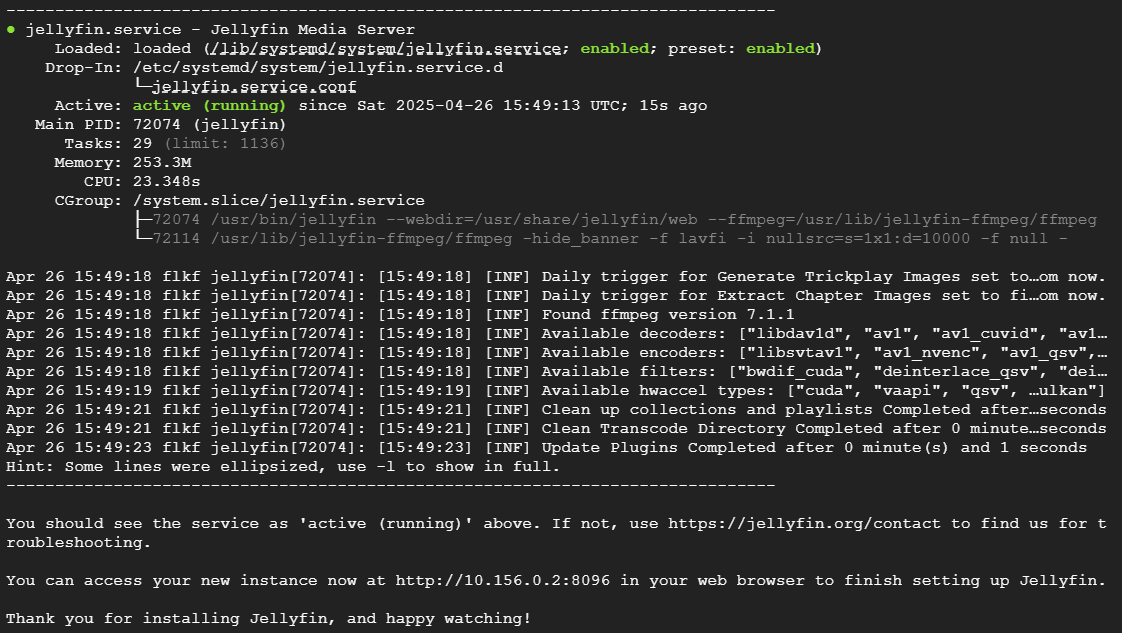 -------------------------------------------------------------------------------
● jellyfin.service - Jellyfin Media Server
     Loaded: loaded (/lib/systemd/system/jellyfin.service; enabled; preset: enabled)
    Drop-In: /etc/systemd/system/jellyfin.service.d
             └─jellyfin.service.conf
     Active: active (running) since Sat 2025-04-26 15:49:13 UTC; 15s ago
   Main PID: 72074 (jellyfin)
      Tasks: 29 (limit: 1136)
     Memory: 253.3M
        CPU: 23.348s
     CGroup: /system.slice/jellyfin.service
             ├─72074 /usr/bin/jellyfin --webdir=/usr/share/jellyfin/web --ffmpeg=/usr/lib/jellyfin-ffmpeg/ffmpeg
             └─72114 /usr/lib/jellyfin-ffmpeg/ffmpeg -hide_banner -f lavfi -i nullsrc=s=1x1:d=10000 -f null -

Apr 26 15:49:18 flkf jellyfin[72074]: [15:49:18] [INF] Daily trigger for Generate Trickplay Images set to…om now.
Apr 26 15:49:18 flkf jellyfin[72074]: [15:49:18] [INF] Daily trigger for Extract Chapter Images set to fi…om now.
Apr 26 15:49:18 flkf jellyfin[72074]: [15:49:18] [INF] Found ffmpeg version 7.1.1
Apr 26 15:49:18 flkf jellyfin[72074]: [15:49:18] [INF] Available decoders: ["libdav1d", "av1", "av1_cuvid", "av1…
Apr 26 15:49:18 flkf jellyfin[72074]: [15:49:18] [INF] Available encoders: ["libsvtav1", "av1_nvenc", "av1_qsv",…
Apr 26 15:49:18 flkf jellyfin[72074]: [15:49:18] [INF] Available filters: ["bwdif_cuda", "deinterlace_qsv", "dei…
Apr 26 15:49:19 flkf jellyfin[72074]: [15:49:19] [INF] Available hwaccel types: ["cuda", "vaapi", "qsv", …ulkan"]
Apr 26 15:49:21 flkf jellyfin[72074]: [15:49:21] [INF] Clean up collections and playlists Completed after…seconds
Apr 26 15:49:21 flkf jellyfin[72074]: [15:49:21] [INF] Clean Transcode Directory Completed after 0 minute…seconds
Apr 26 15:49:23 flkf jellyfin[72074]: [15:49:23] [INF] Update Plugins Completed after 0 minute(s) and 1 seconds
Hint: Some lines were ellipsized, use -l to show in full.
-------------------------------------------------------------------------------

You should see the service as 'active (running)' above. If not, use https://jellyfin.org/contact to find us for t
roubleshooting.

You can access your new instance now at http://10.156.0.2:8096 in your web browser to finish setting up Jellyfin.

Thank you for installing Jellyfin, and happy watching!